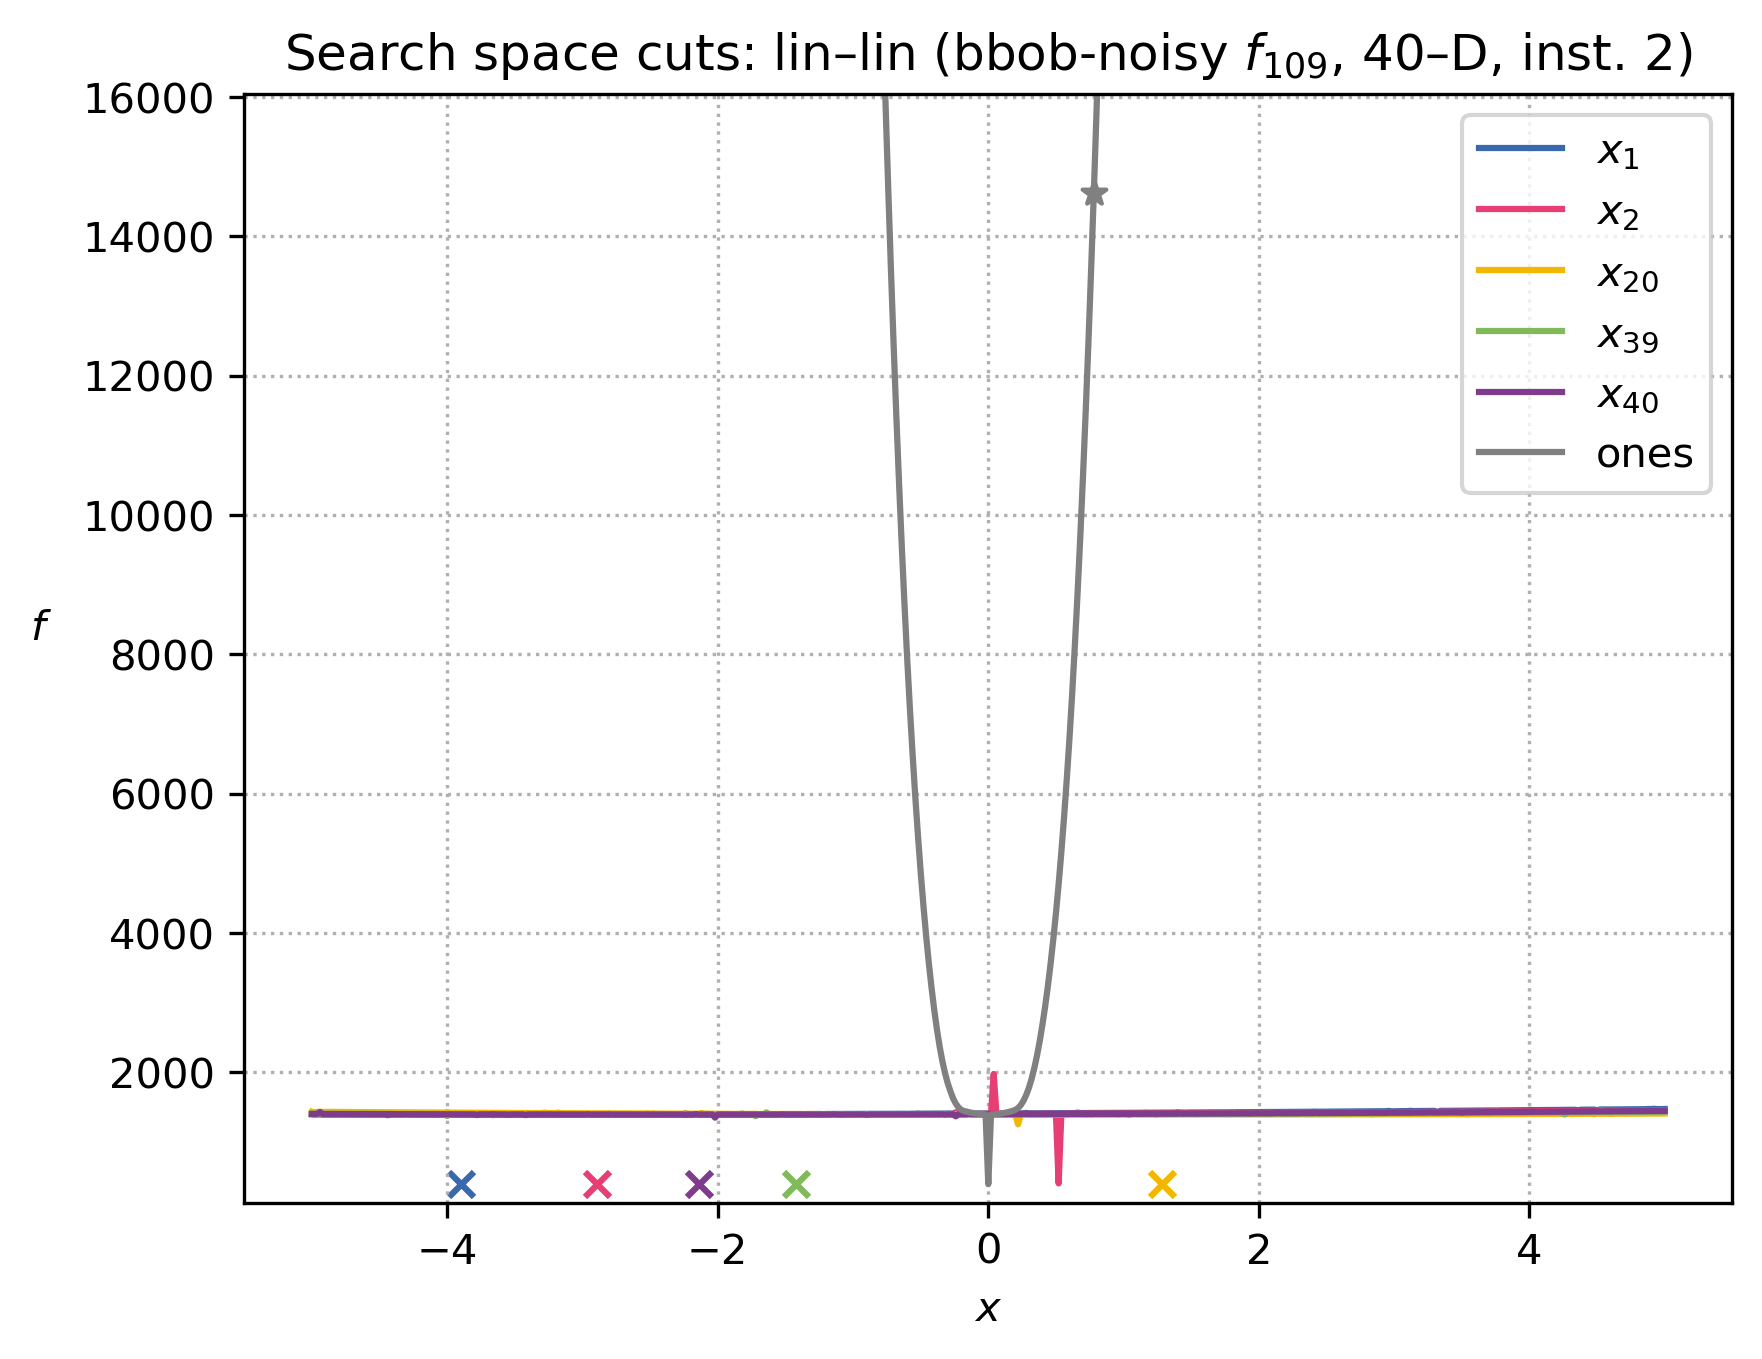 Search space cuts: lin–lin (bbob-noisy f₁₀₉, 40–D, inst. 2)
16000
14000
12000
10000
8000
6000
4000
2000
f
−4
−2
0
2
4
x
x₁
x₂
x₂₀
x₃₉
x₄₀
ones